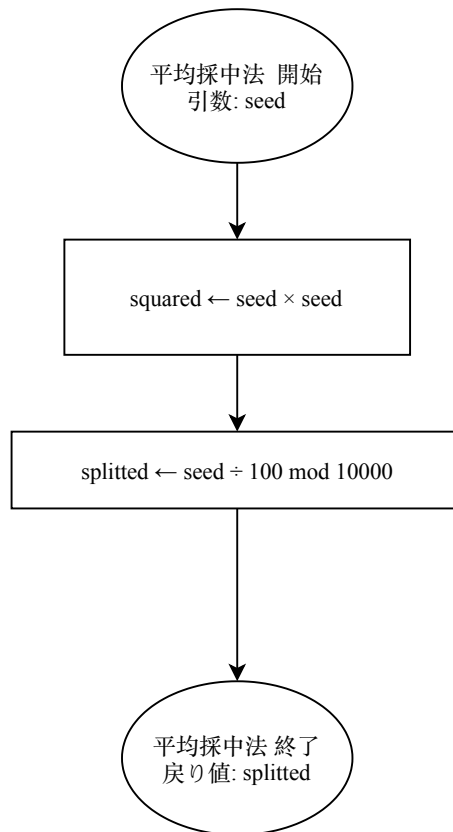 平均採中法 開始
引数: seed
squared ← seed × seed
splitted ← seed ÷ 100 mod 10000
平均採中法 終了
戻り値: splitted